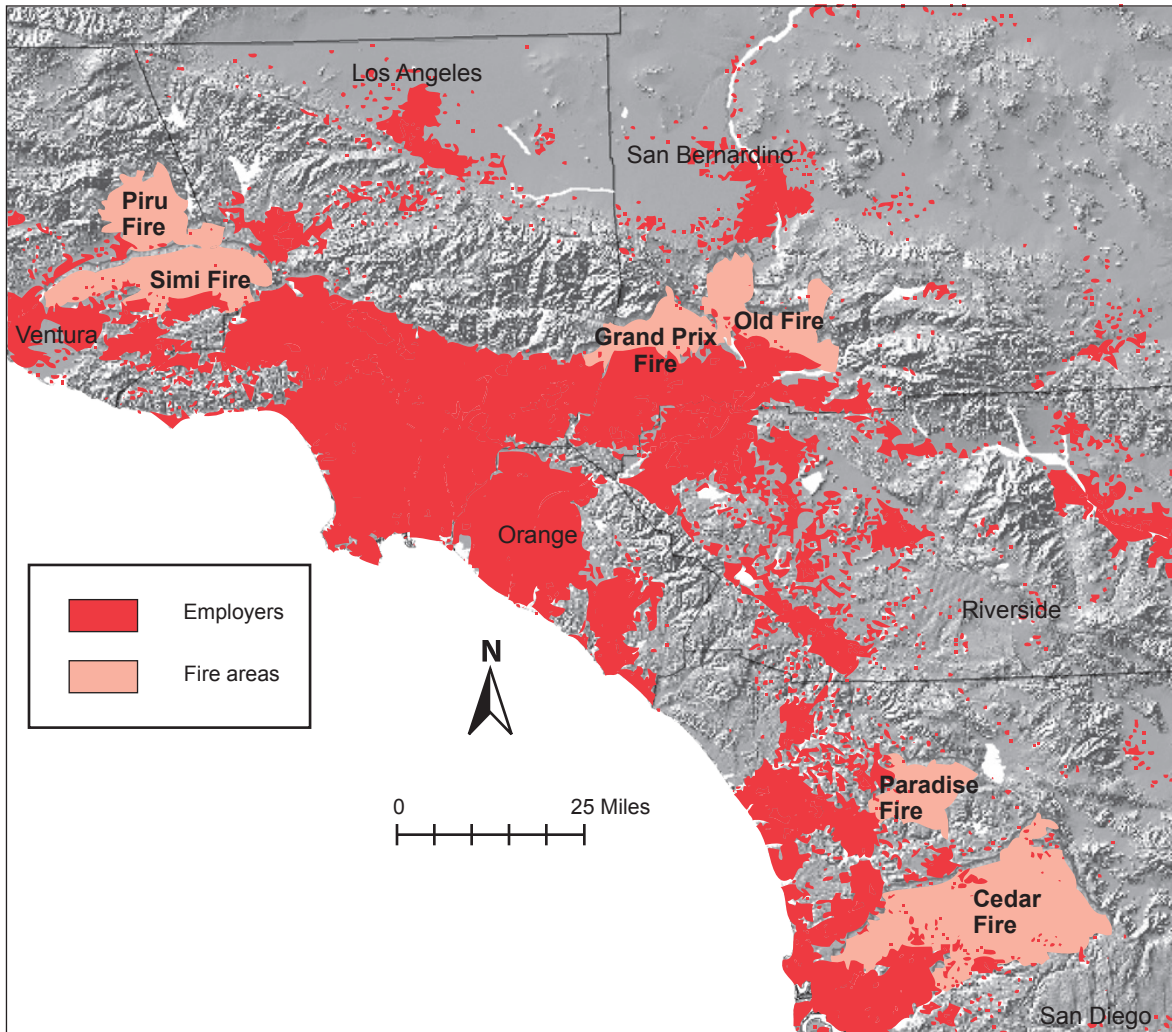 Los Angeles
San Bernardino
Piru
Fire
Simi Fire
Ventura
Grand Prix
Fire
Old Fire
Orange
Riverside
Employers
Fire areas
N
0
25 Miles
Paradise
Fire
Cedar
Fire
San Diego